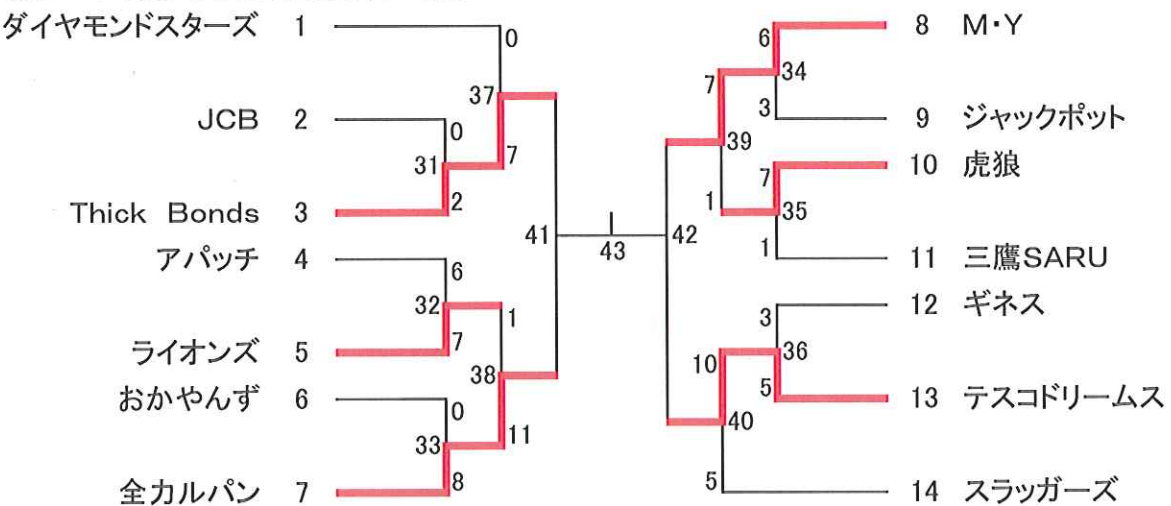 ダイヤモンドスターズ 1
JCB 2
Thick Bonds 3
アパッチ 4
ライオンズ 5
おかやんず 6
全力ルパン 7
0
37
7
0
31
2
6
32
7
1
38
11
0
33
8
41
43
42
7
39
1
6
34
3
7
35
1
3
36
5
10
40
5
8 M・Y
9 ジャックポット
10 虎狼
11 三鷹SARU
12 ギネス
13 テスコドリームス
14 スラッガーズ